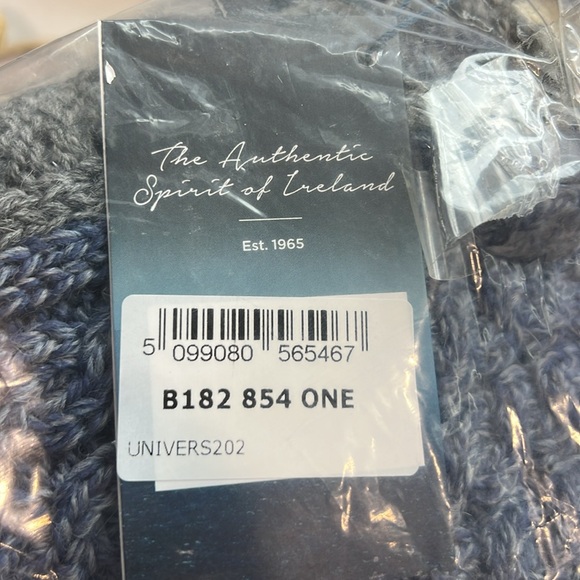 The Authentic
Spirit of Ireland
Est. 1965
5 099080 565467
B182 854 ONE
UNIVERS202